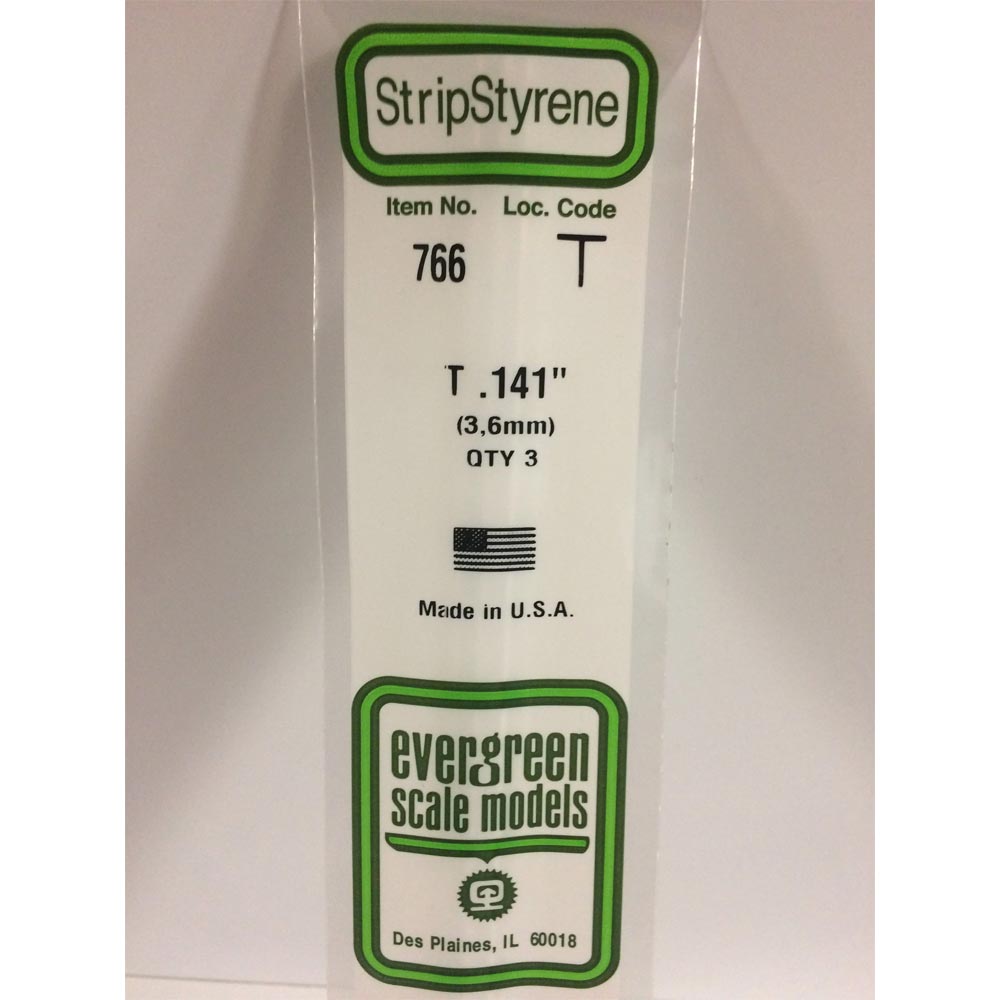 StripStyrene
Item No. Loc. Code
766 T
T .141"
(3,6mm)
QTY 3
Made in U.S.A.
evergreen
scale models
Des Plaines, IL 60018